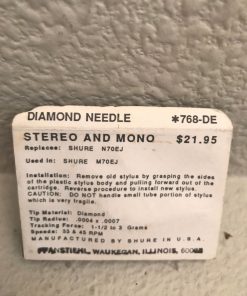 DIAMOND NEEDLE *768-DE
STEREO AND MONO $21.95
Replaces: SHURE N70EJ
Used in: SHURE M70EJ
Installation: Remove old stylus by grasping the sides
of the plastic stylus body and pulling forward out of the
cartridge. Reverse procedure to install new stylus.
CAUTION: DO NOT handle small tube portion of stylus
which is very fragile.
Tip Material: Diamond
Tip Radius: .0004 x .0007
Tracking Force: 1-1/2 to 3 Grams
Speeds: 33 & 45 RPM
MANUFACTURED BY SHURE IN U.S.A.
PFANSTIEHL, WAUKEGAN, ILLINOIS,